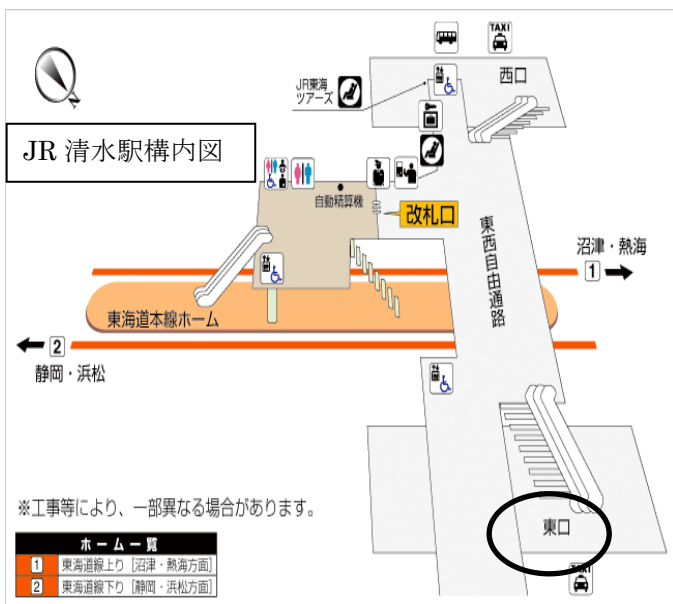 TAXI
西口
JR東海
ツアーズ
JR 清水駅構内図
自動精算機
改札口
東西自由通路
沼津・熱海
1
東海道本線ホーム
2
静岡・浜松
※工事等により、一部異なる場合があります。
東口
TAXI
ホーム一覧
1 東海道線上り [沼津・熱海方面]
2 東海道線下り [静岡・浜松方面]